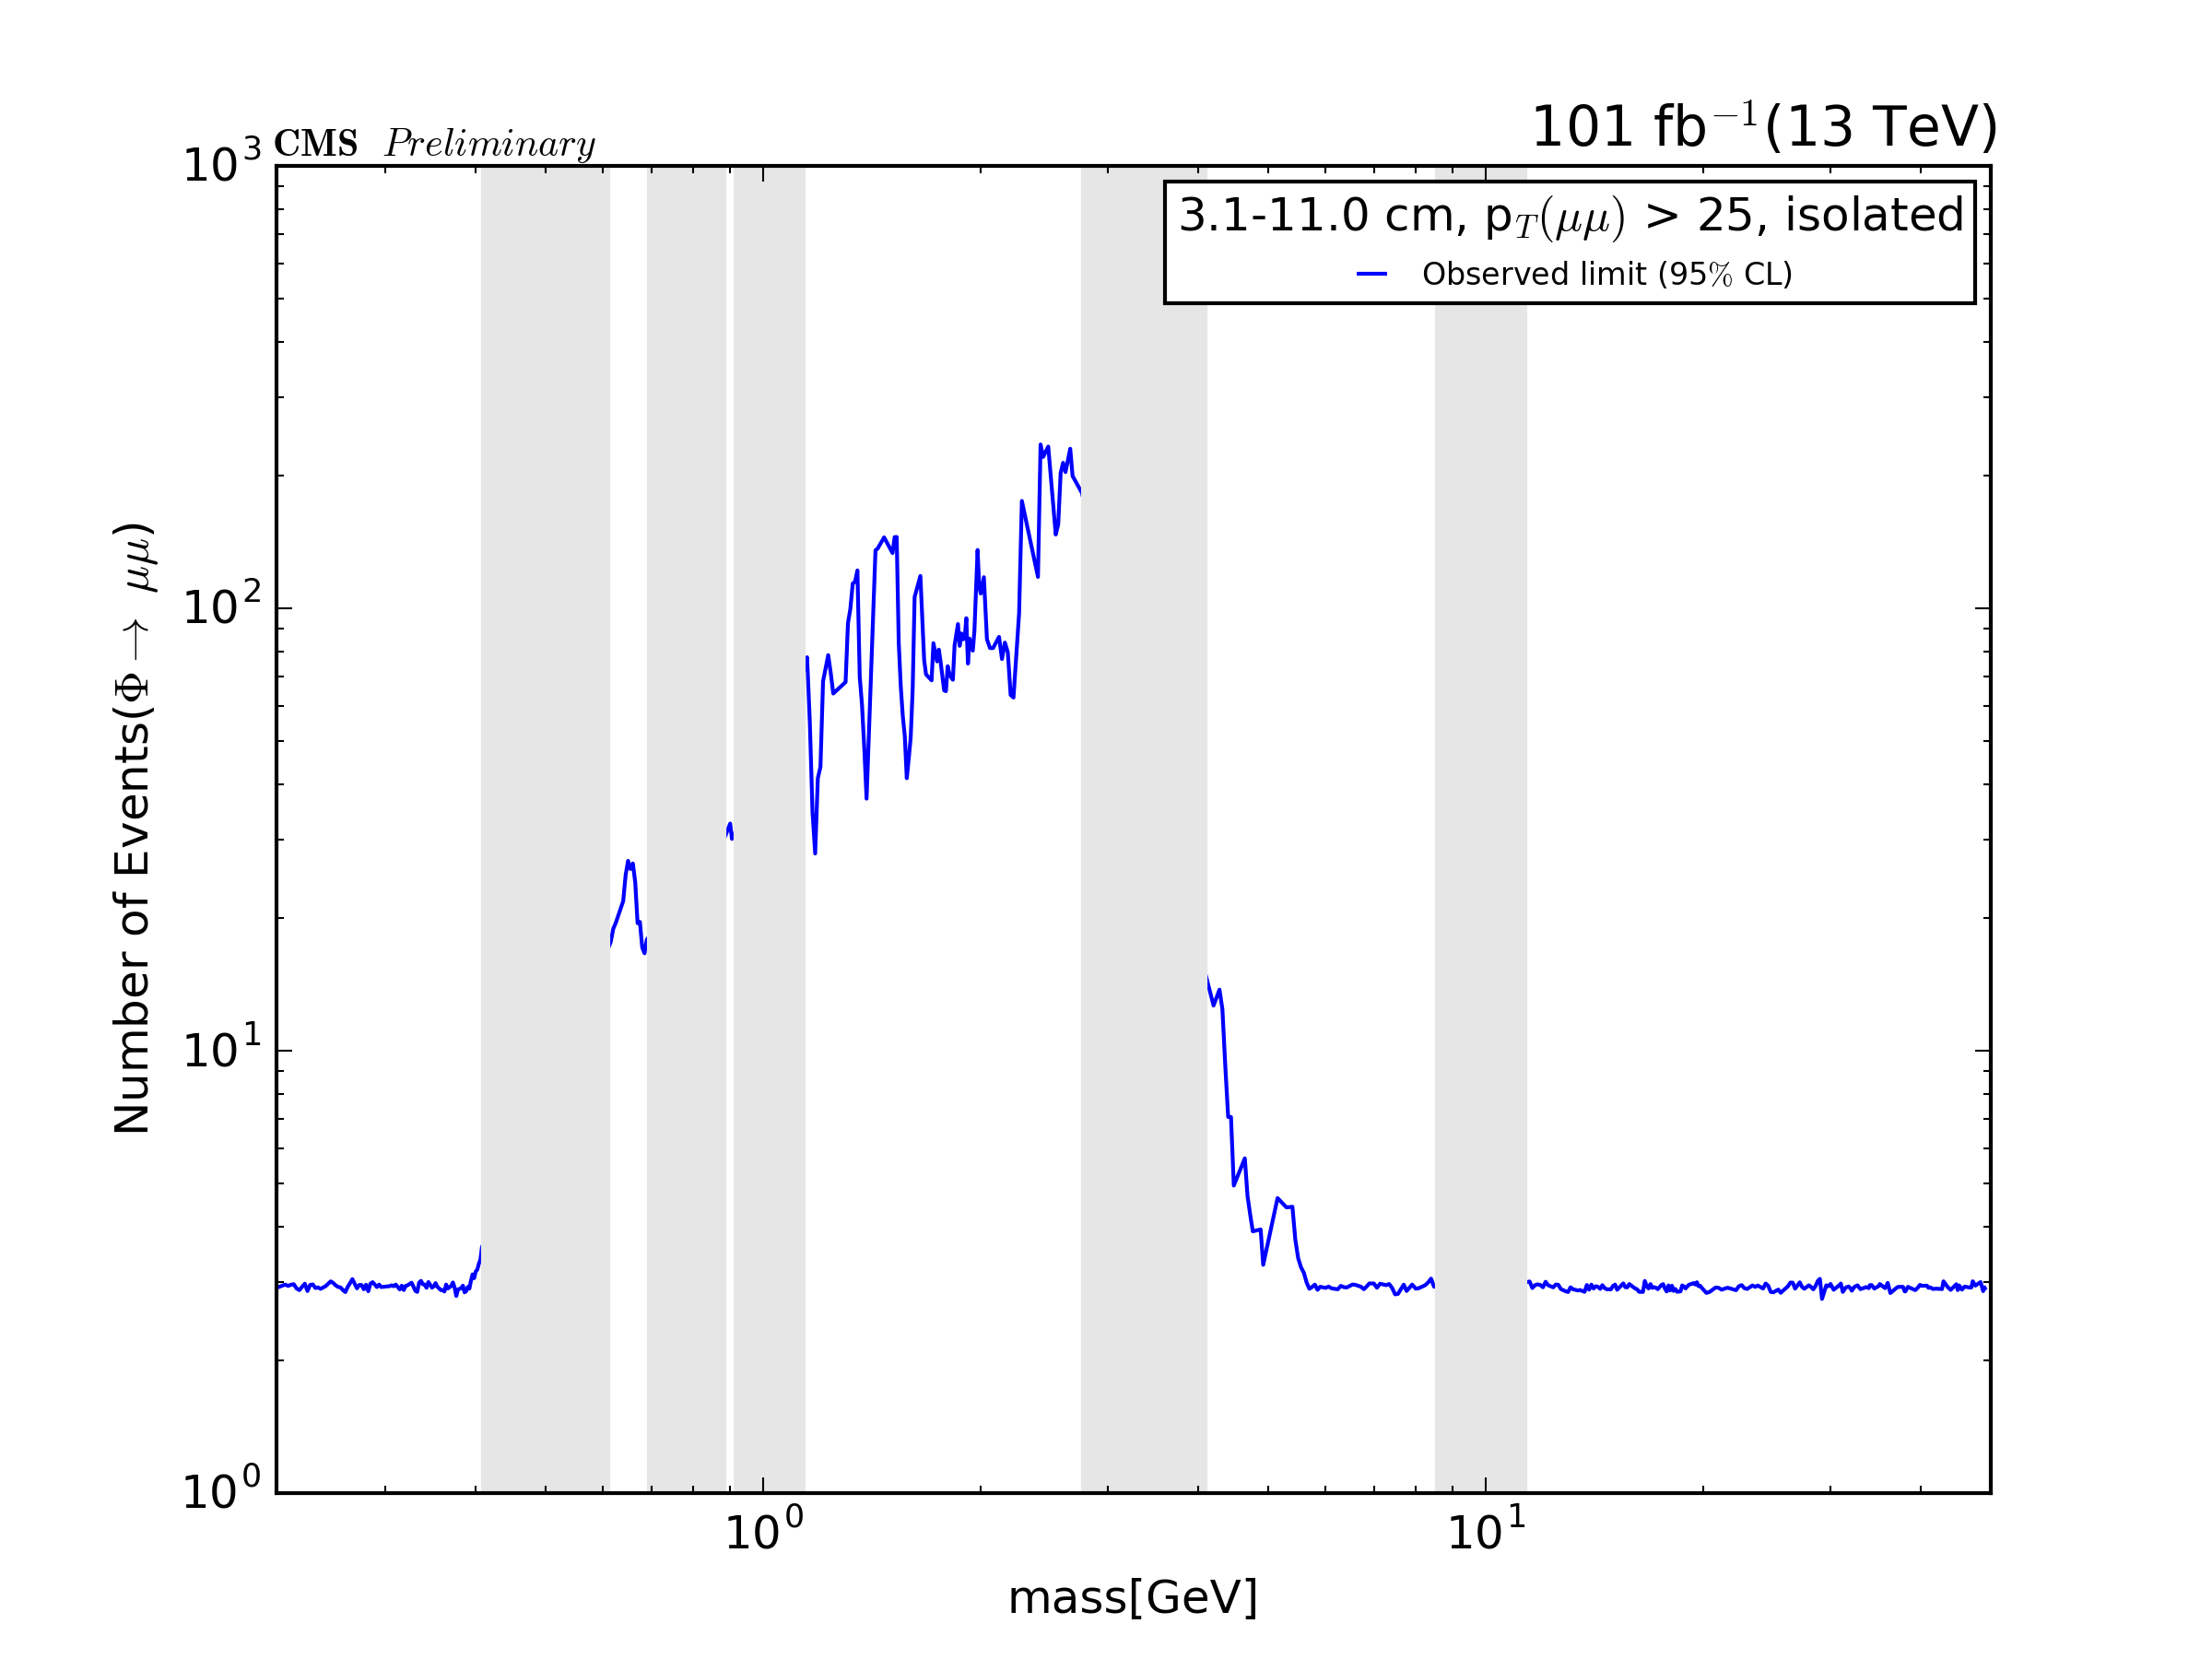 CMS Preliminary
101 fb⁻¹(13 TeV)
3.1-11.0 cm, p_T(μμ) > 25, isolated
Observed limit (95% CL)
Number of Events(Φ → μμ)
10³
10²
10¹
10⁰
10⁰
10¹
mass[GeV]